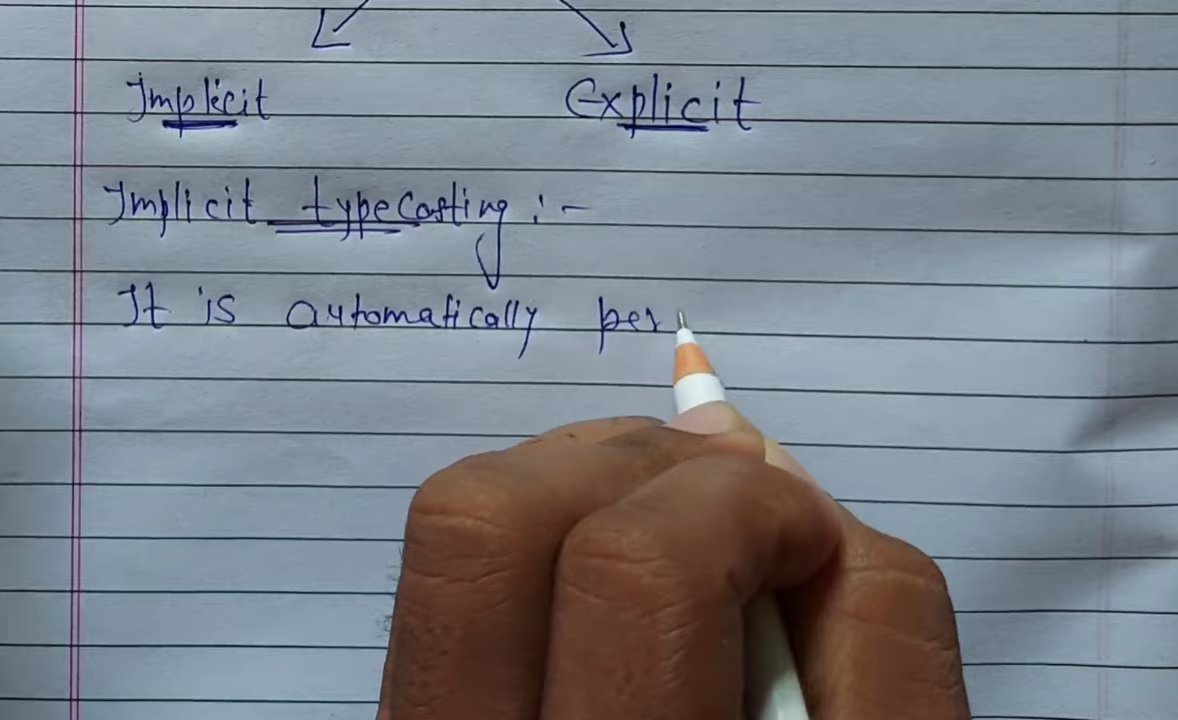 Implicit Explicit
Implicit typecasting :-
It is automatically per